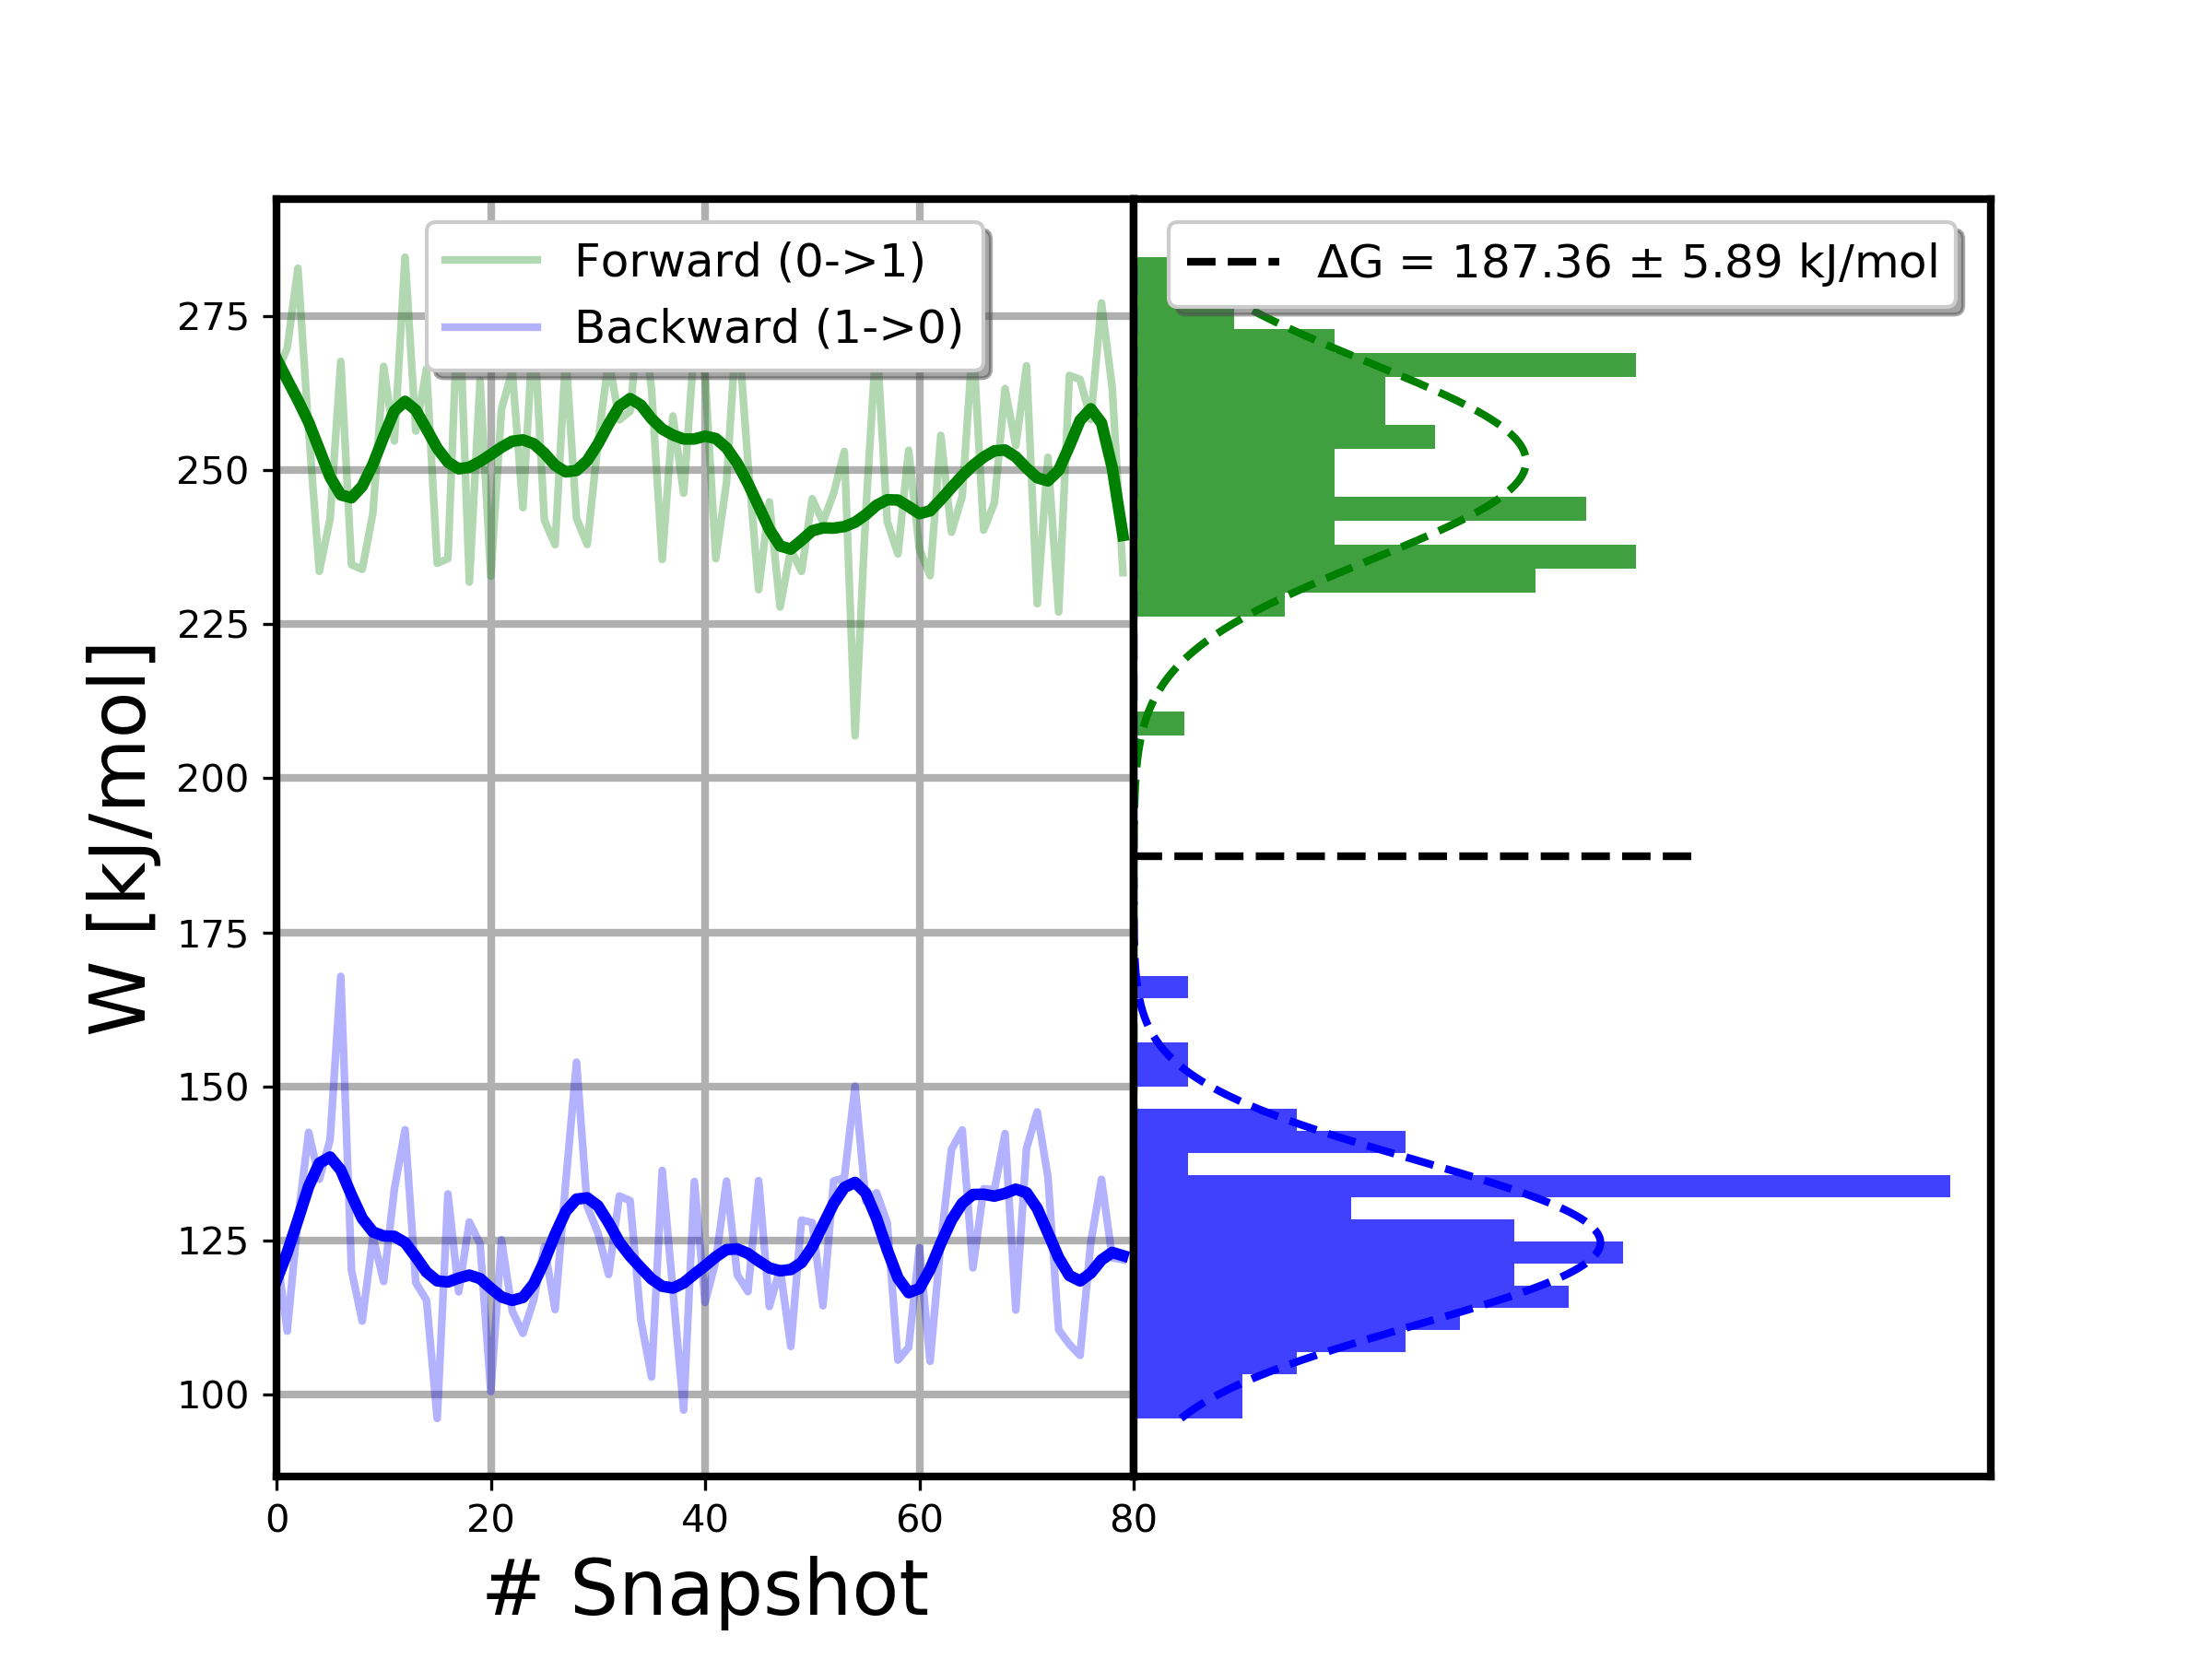 Forward (0->1)
Backward (1->0)
ΔG = 187.36 ± 5.89 kJ/mol
W [kJ/mol]
275
250
225
200
175
150
125
100
0 20 40 60 80
# Snapshot